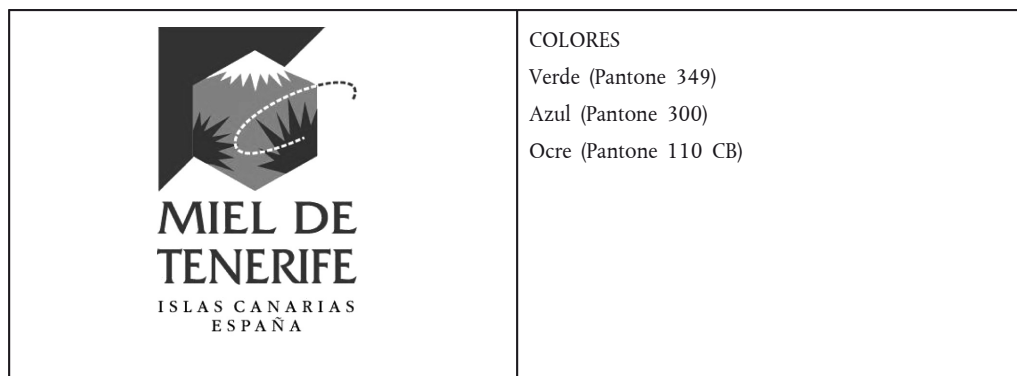 MIEL DE
TENERIFE
ISLAS CANARIAS
ESPAÑA
COLORES
Verde (Pantone 349)
Azul (Pantone 300)
Ocre (Pantone 110 CB)